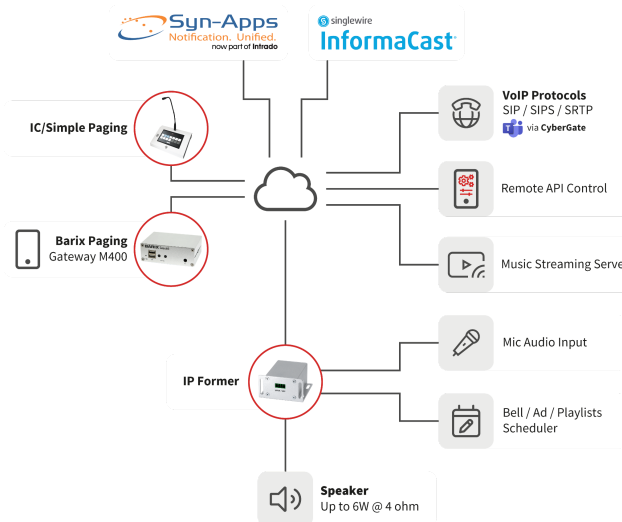 Syn-Apps
Notification. Unified.
now part of Intrado
singlewire
InformaCast
VoIP Protocols
SIP / SIPS / SRTP
via CyberGate
IC/Simple Paging
Remote API Control
Barix Paging
Gateway M400
BARIX
Music Streaming Serve
Mic Audio Input
IP Former
Bell / Ad / Playlists
Scheduler
Speaker
Up to 6W @ 4 ohm